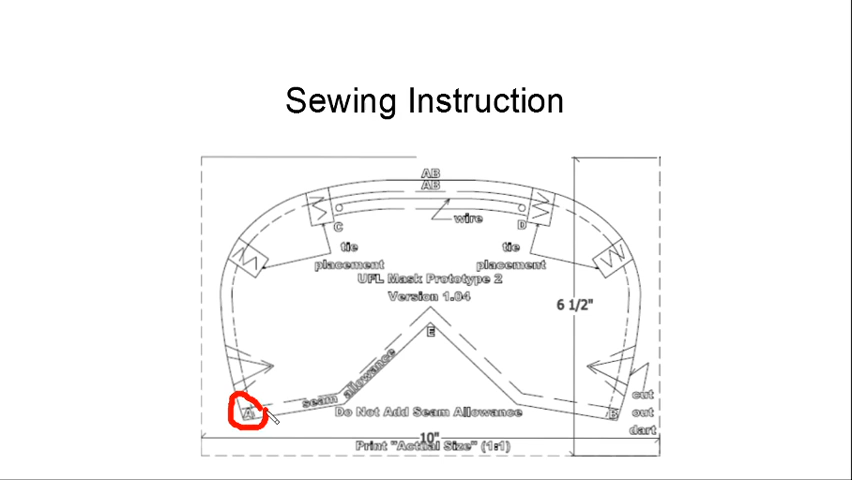 Sewing Instruction
AB
AB
wire
C
D
tie
placement
tie
placement
UFL Mask Prototype 2
Version 1.04
6 1/2"
E
seam allowance
A
B
Do Not Add Seam Allowance
cut
out
dart
10"
Print "Actual Size" (1:1)